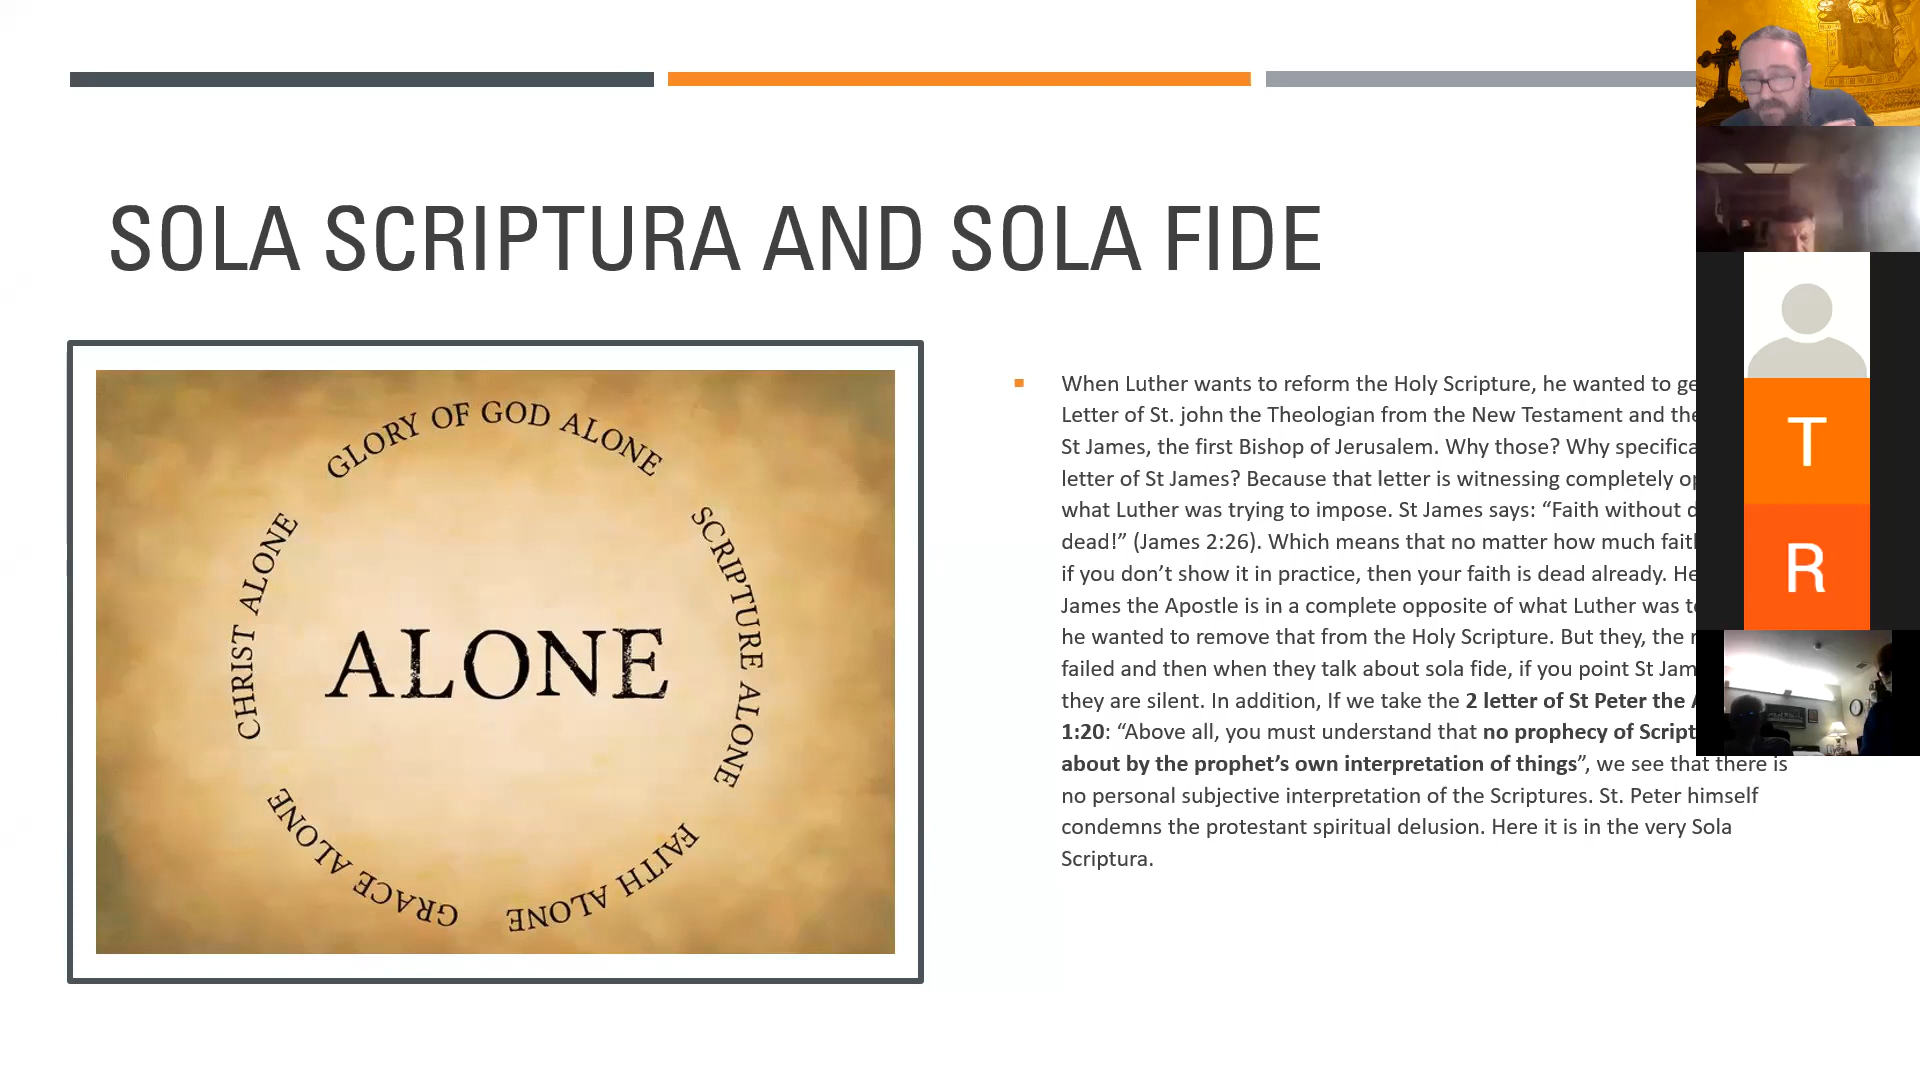 SOLA SCRIPTURA AND SOLA FIDE
GLORY OF GOD ALONE
SCRIPTURE ALONE
FAITH ALONE
GRACE ALONE
CHRIST ALONE
ALONE
When Luther wants to reform the Holy Scripture, he wanted to
Letter of St. john the Theologian from the New Testament and
St James, the first Bishop of Jerusalem. Why those? Why
letter of St James? Because that letter is witnessing completely
what Luther was trying to impose. St James says: “Faith without
dead!” (James 2:26). Which means that no matter how much
if you don’t show it in practice, then your faith is dead already.
James the Apostle is in a complete opposite of what Luther was
he wanted to remove that from the Holy Scripture. But they, the
failed and then when they talk about sola fide, if you point St
they are silent. In addition, If we take the 2 letter of St Peter the
1:20: “Above all, you must understand that no prophecy of
about by the prophet’s own interpretation of things”, we see that there is
no personal subjective interpretation of the Scriptures. St. Peter himself
condemns the protestant spiritual delusion. Here it is in the very Sola
Scriptura.
T
R